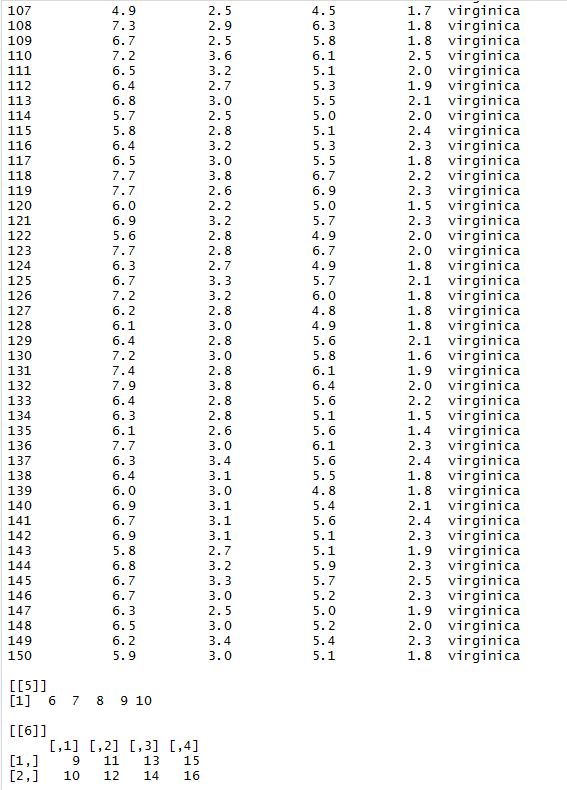 107 4.9 2.5 4.5 1.7 virginica
108 7.3 2.9 6.3 1.8 virginica
109 6.7 2.5 5.8 1.8 virginica
110 7.2 3.6 6.1 2.5 virginica
111 6.5 3.2 5.1 2.0 virginica
112 6.4 2.7 5.3 1.9 virginica
113 6.8 3.0 5.5 2.1 virginica
114 5.7 2.5 5.0 2.0 virginica
115 5.8 2.8 5.1 2.4 virginica
116 6.4 3.2 5.3 2.3 virginica
117 6.5 3.0 5.5 1.8 virginica
118 7.7 3.8 6.7 2.2 virginica
119 7.7 2.6 6.9 2.3 virginica
120 6.0 2.2 5.0 1.5 virginica
121 6.9 3.2 5.7 2.3 virginica
122 5.6 2.8 4.9 2.0 virginica
123 7.7 2.8 6.7 2.0 virginica
124 6.3 2.7 4.9 1.8 virginica
125 6.7 3.3 5.7 2.1 virginica
126 7.2 3.2 6.0 1.8 virginica
127 6.2 2.8 4.8 1.8 virginica
128 6.1 3.0 4.9 1.8 virginica
129 6.4 2.8 5.6 2.1 virginica
130 7.2 3.0 5.8 1.6 virginica
131 7.4 2.8 6.1 1.9 virginica
132 7.9 3.8 6.4 2.0 virginica
133 6.4 2.8 5.6 2.2 virginica
134 6.3 2.8 5.1 1.5 virginica
135 6.1 2.6 5.6 1.4 virginica
136 7.7 3.0 6.1 2.3 virginica
137 6.3 3.4 5.6 2.4 virginica
138 6.4 3.1 5.5 1.8 virginica
139 6.0 3.0 4.8 1.8 virginica
140 6.9 3.1 5.4 2.1 virginica
141 6.7 3.1 5.6 2.4 virginica
142 6.9 3.1 5.1 2.3 virginica
143 5.8 2.7 5.1 1.9 virginica
144 6.8 3.2 5.9 2.3 virginica
145 6.7 3.3 5.7 2.5 virginica
146 6.7 3.0 5.2 2.3 virginica
147 6.3 2.5 5.0 1.9 virginica
148 6.5 3.0 5.2 2.0 virginica
149 6.2 3.4 5.4 2.3 virginica
150 5.9 3.0 5.1 1.8 virginica
[[5]]
[1] 6 7 8 9 10
[[6]]
[,1] [,2] [,3] [,4]
[1,] 9 11 13 15
[2,] 10 12 14 16